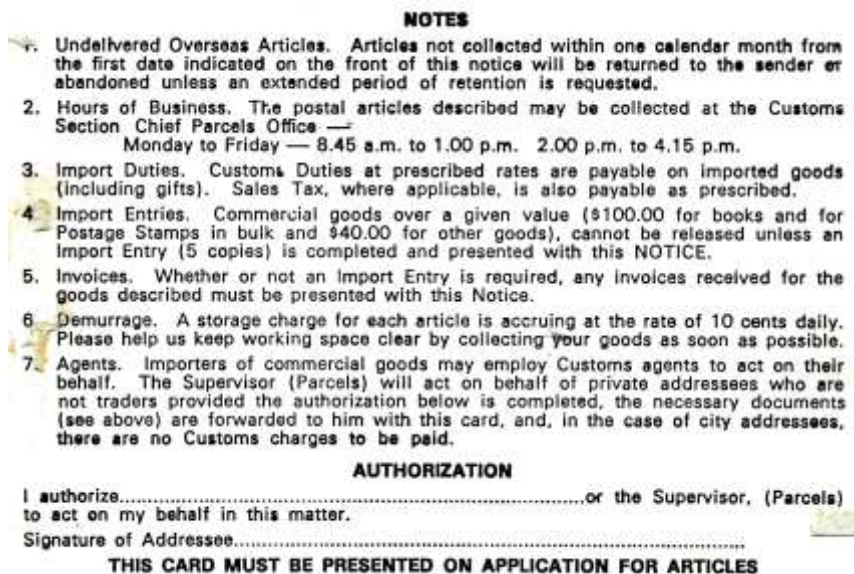 NOTES
1. Undelivered Overseas Articles. Articles not collected within one calendar month from
the first date indicated on the front of this notice will be returned to the sender or
abandoned unless an extended period of retention is requested.
2. Hours of Business. The postal articles described may be collected at the Customs
Section Chief Parcels Office —
Monday to Friday — 8.45 a.m. to 1.00 p.m. 2.00 p.m. to 4.15 p.m.
3. Import Duties. Customs Duties at prescribed rates are payable on imported goods
(including gifts). Sales Tax, where applicable, is also payable as prescribed.
4 Import Entries. Commercial goods over a given value ($100.00 for books and for
Postage Stamps in bulk and $40.00 for other goods), cannot be released unless an
Import Entry (5 copies) is completed and presented with this NOTICE.
5. Invoices. Whether or not an Import Entry is required, any invoices received for the
goods described must be presented with this Notice.
6 Demurrage. A storage charge for each article is accruing at the rate of 10 cents daily.
Please help us keep working space clear by collecting your goods as soon as possible.
7. Agents. Importers of commercial goods may employ Customs agents to act on their
behalf. The Supervisor (Parcels) will act on behalf of private addressees who are
not traders provided the authorization below is completed, the necessary documents
(see above) are forwarded to him with this card, and, in the case of city addressees,
there are no Customs charges to be paid.
AUTHORIZATION
I authorize..........or the Supervisor, (Parcels)
to act on my behalf in this matter.
Signature of Addressee..........
THIS CARD MUST BE PRESENTED ON APPLICATION FOR ARTICLES